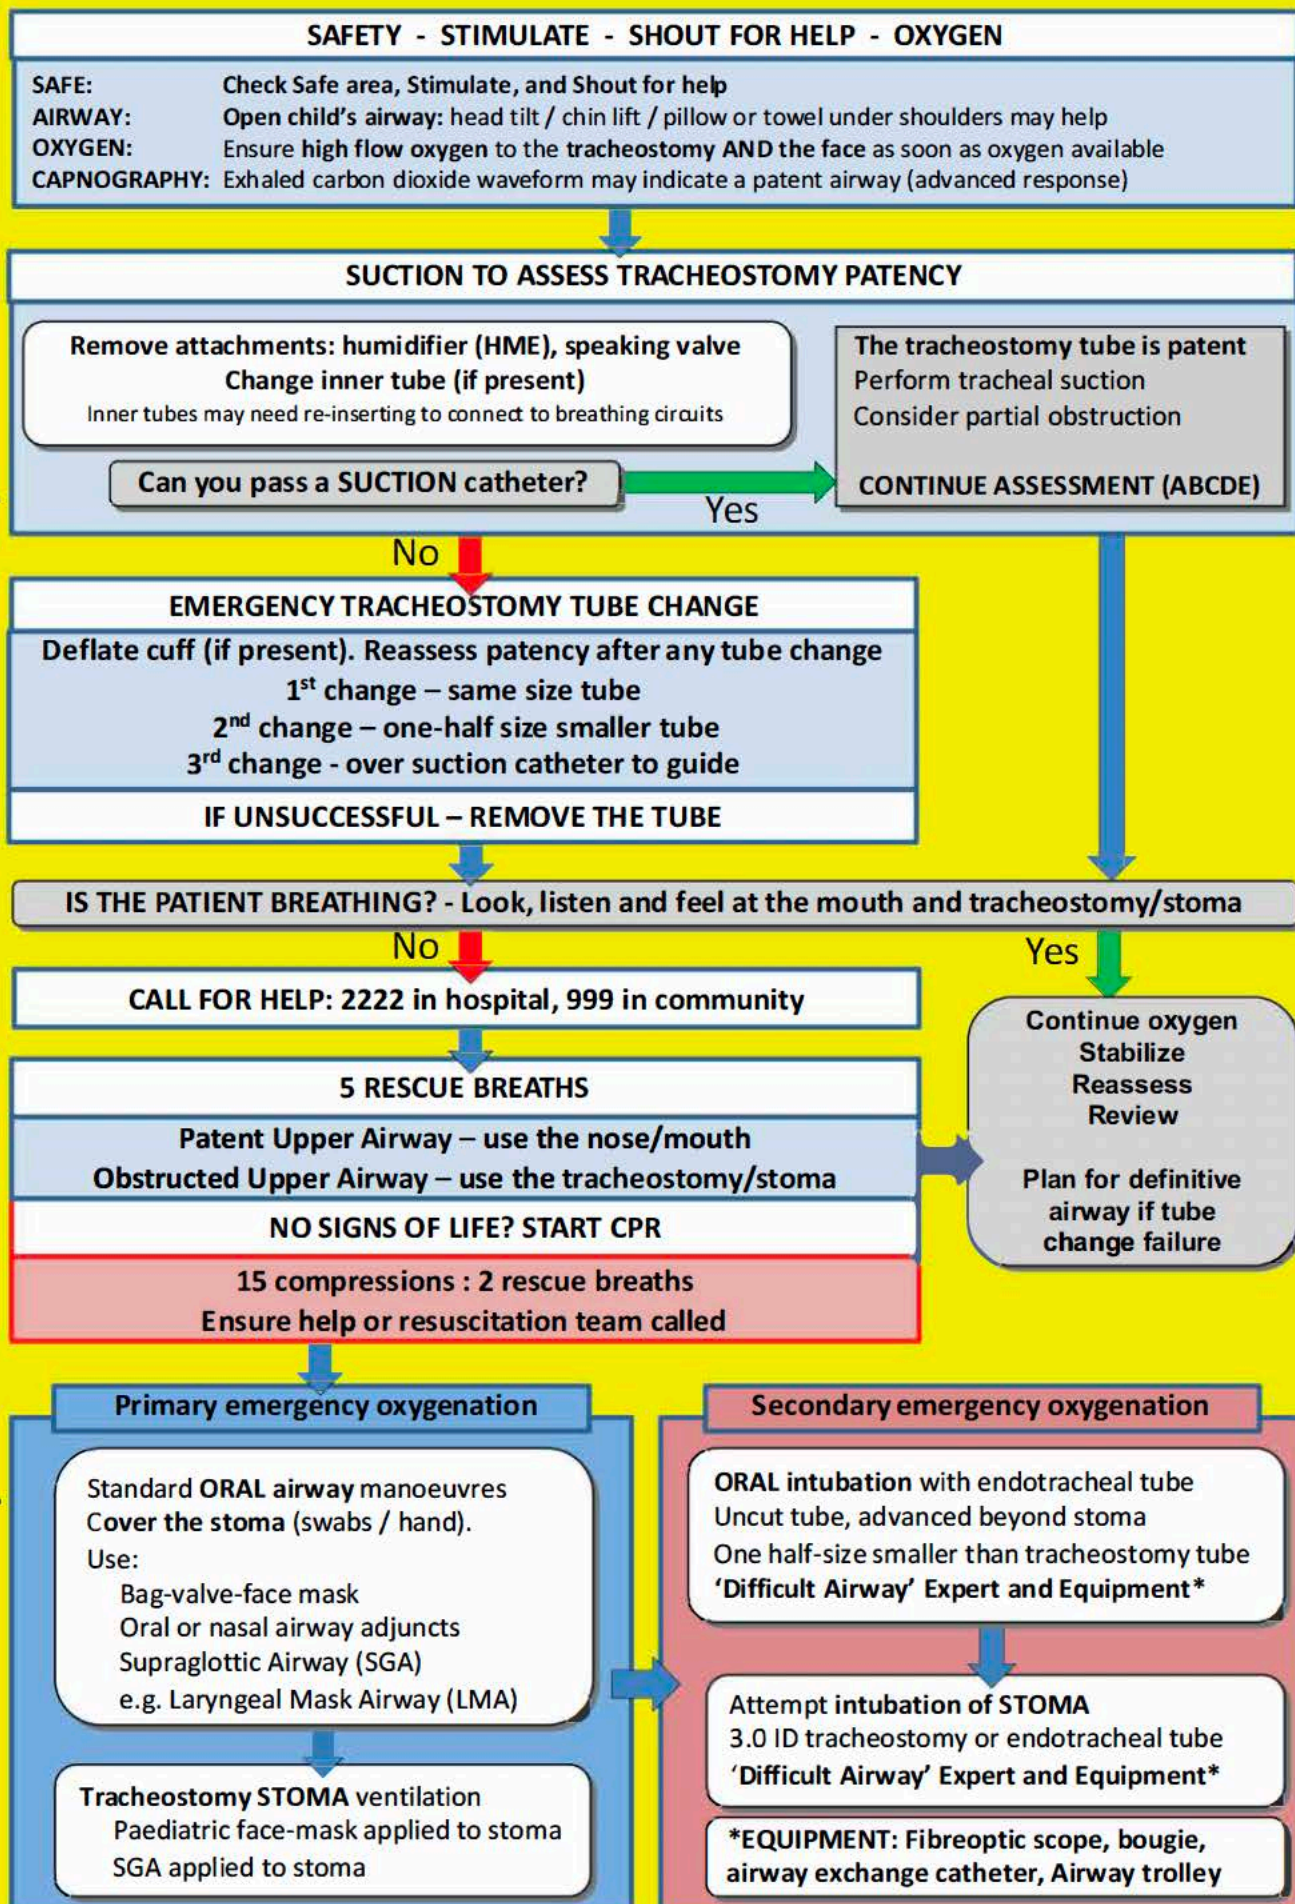 SAFETY - STIMULATE - SHOUT FOR HELP - OXYGEN
SAFE: Check Safe area, Stimulate, and Shout for help
AIRWAY: Open child's airway: head tilt / chin lift / pillow or towel under shoulders may help
OXYGEN: Ensure high flow oxygen to the tracheostomy AND the face as soon as oxygen available
CAPNOGRAPHY: Exhaled carbon dioxide waveform may indicate a patent airway (advanced response)
SUCTION TO ASSESS TRACHEOSTOMY PATENCY
Remove attachments: humidifier (HME), speaking valve
Change inner tube (if present)
Inner tubes may need re-inserting to connect to breathing circuits
Can you pass a SUCTION catheter?
Yes
The tracheostomy tube is patent
Perform tracheal suction
Consider partial obstruction
CONTINUE ASSESSMENT (ABCDE)
No
EMERGENCY TRACHEOSTOMY TUBE CHANGE
Deflate cuff (if present). Reassess patency after any tube change
1st change – same size tube
2nd change – one-half size smaller tube
3rd change - over suction catheter to guide
IF UNSUCCESSFUL – REMOVE THE TUBE
IS THE PATIENT BREATHING? - Look, listen and feel at the mouth and tracheostomy/stoma
No
Yes
CALL FOR HELP: 2222 in hospital, 999 in community
5 RESCUE BREATHS
Patent Upper Airway – use the nose/mouth
Obstructed Upper Airway – use the tracheostomy/stoma
NO SIGNS OF LIFE? START CPR
15 compressions : 2 rescue breaths
Ensure help or resuscitation team called
Continue oxygen
Stabilize
Reassess
Review
Plan for definitive
airway if tube
change failure
Primary emergency oxygenation
Standard ORAL airway manoeuvres
Cover the stoma (swabs / hand).
Use:
Bag-valve-face mask
Oral or nasal airway adjuncts
Supraglottic Airway (SGA)
e.g. Laryngeal Mask Airway (LMA)
Tracheostomy STOMA ventilation
Paediatric face-mask applied to stoma
SGA applied to stoma
Secondary emergency oxygenation
ORAL intubation with endotracheal tube
Uncut tube, advanced beyond stoma
One half-size smaller than tracheostomy tube
'Difficult Airway' Expert and Equipment*
Attempt intubation of STOMA
3.0 ID tracheostomy or endotracheal tube
'Difficult Airway' Expert and Equipment*
*EQUIPMENT: Fibreoptic scope, bougie,
airway exchange catheter, Airway trolley